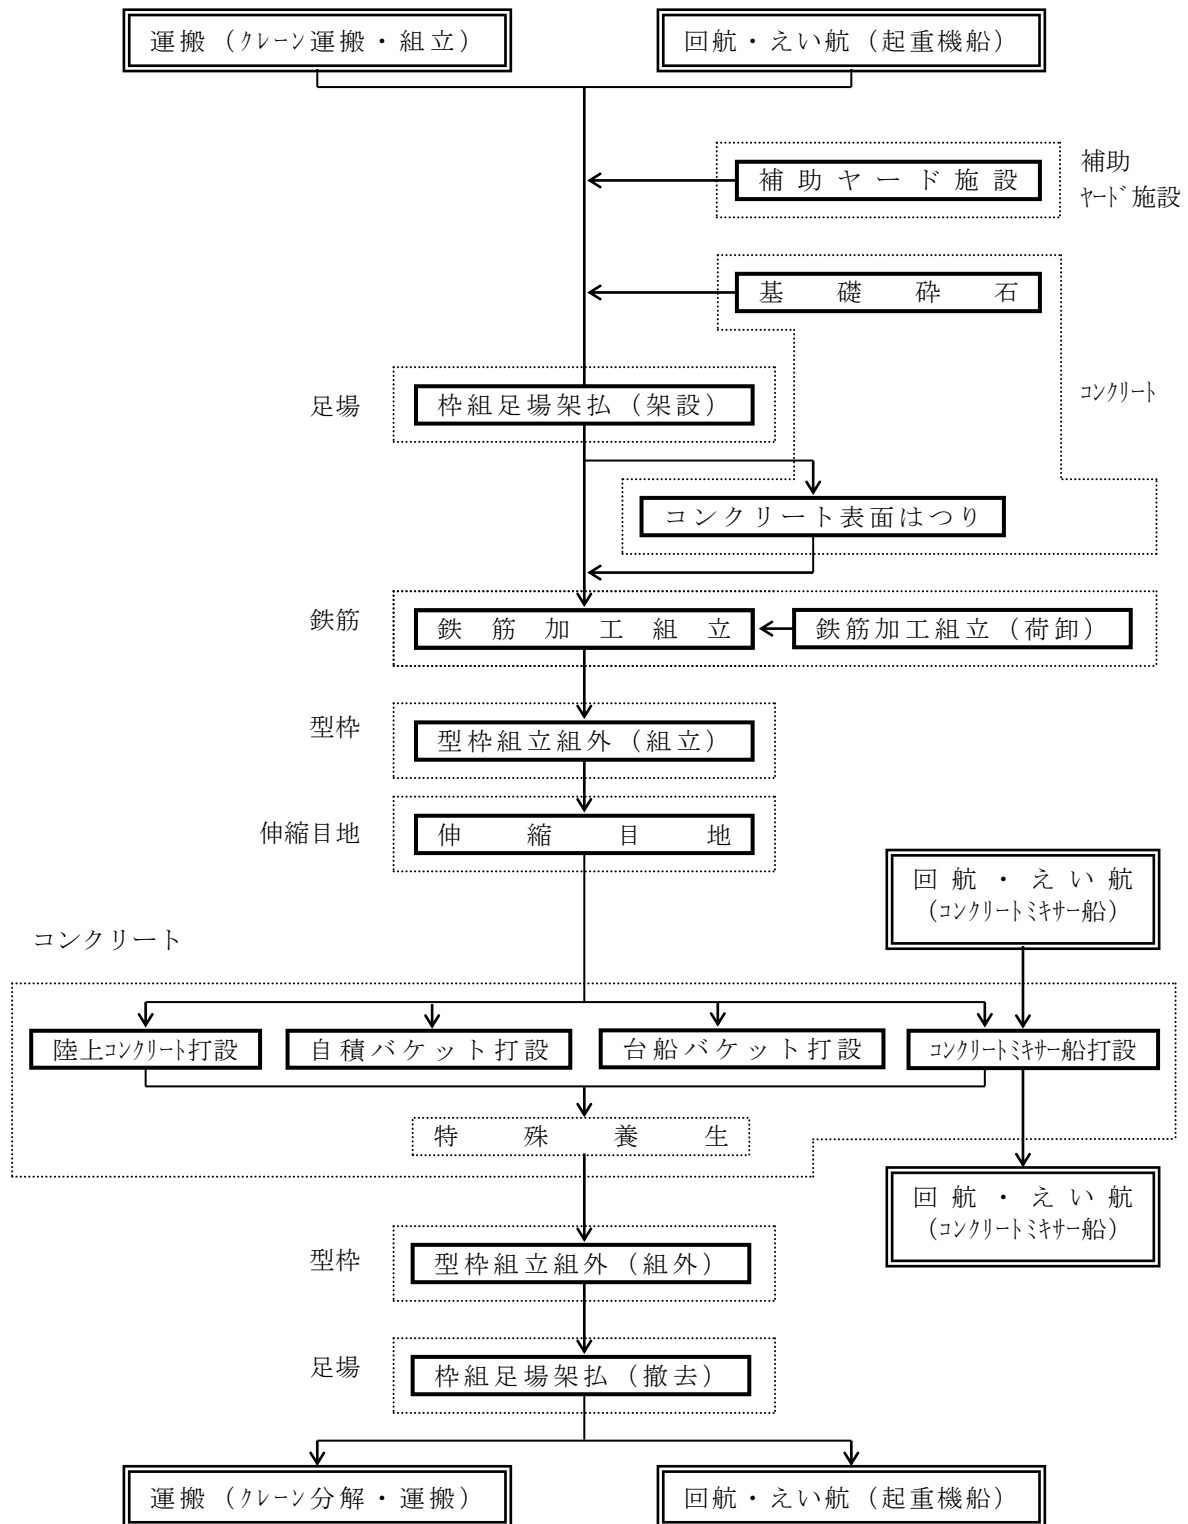 運搬（ｸﾚｰﾝ運搬・組立）
回航・えい航（起重機船）
補助ヤード施設
補助
ﾔｰﾄﾞ施設
基礎砕石
足場
枠組足場架払（架設）
ｺﾝｸﾘｰﾄ
コンクリート表面はつり
鉄筋
鉄筋加工組立
鉄筋加工組立（荷卸）
型枠
型枠組立組外（組立）
伸縮目地
伸縮目地
回航・えい航
（ｺﾝｸﾘｰﾄﾐｷｻｰ船）
コンクリート
陸上ｺﾝｸﾘｰﾄ打設
自積バケット打設
台船バケット打設
ｺﾝｸﾘｰﾄﾐｷｻｰ船打設
特殊養生
回航・えい航
（ｺﾝｸﾘｰﾄﾐｷｻｰ船）
型枠
型枠組立組外（組外）
足場
枠組足場架払（撤去）
運搬（ｸﾚｰﾝ分解・運搬）
回航・えい航（起重機船）